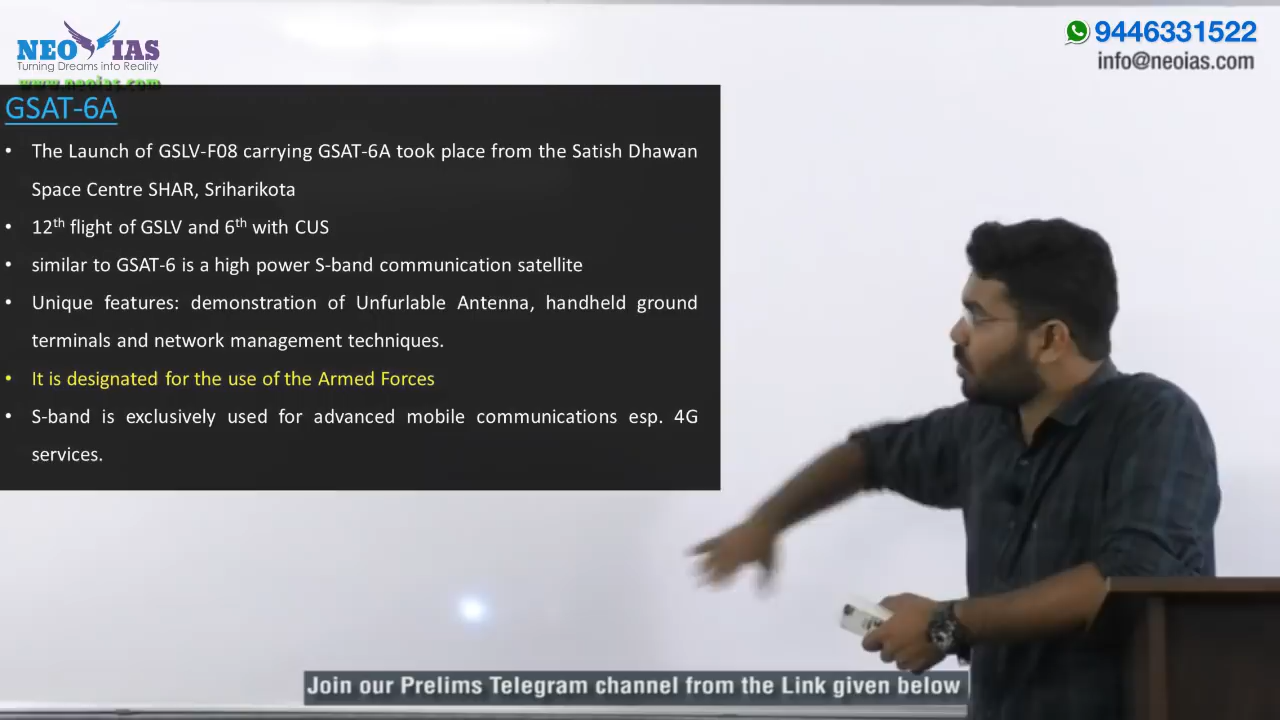 NEO IAS
Turning Dreams into Reality
www.neoias.com
9446331522
info@neoias.com
GSAT-6A
• The Launch of GSLV-F08 carrying GSAT-6A took place from the Satish Dhawan
Space Centre SHAR, Sriharikota
• 12th flight of GSLV and 6th with CUS
• similar to GSAT-6 is a high power S-band communication satellite
• Unique features: demonstration of Unfurlable Antenna, handheld ground
terminals and network management techniques.
• It is designated for the use of the Armed Forces
• S-band is exclusively used for advanced mobile communications esp. 4G
services.
Join our Prelims Telegram channel from the Link given below